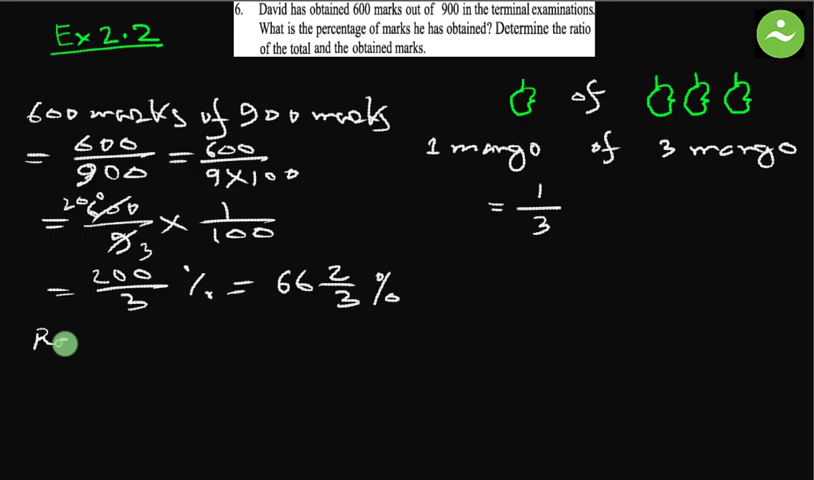 Ex 2.2
6. David has obtained 600 marks out of 900 in the terminal examinations.
What is the percentage of marks he has obtained? Determine the ratio
of the total and the obtained marks.
600 marks of 900 marks
= 600/900 = 600/9×100
= 200 600/9 3 × 1/100
= 200/3 % = 66 2/3 %
Ra
of
1 mango of 3 mango
= 1/3